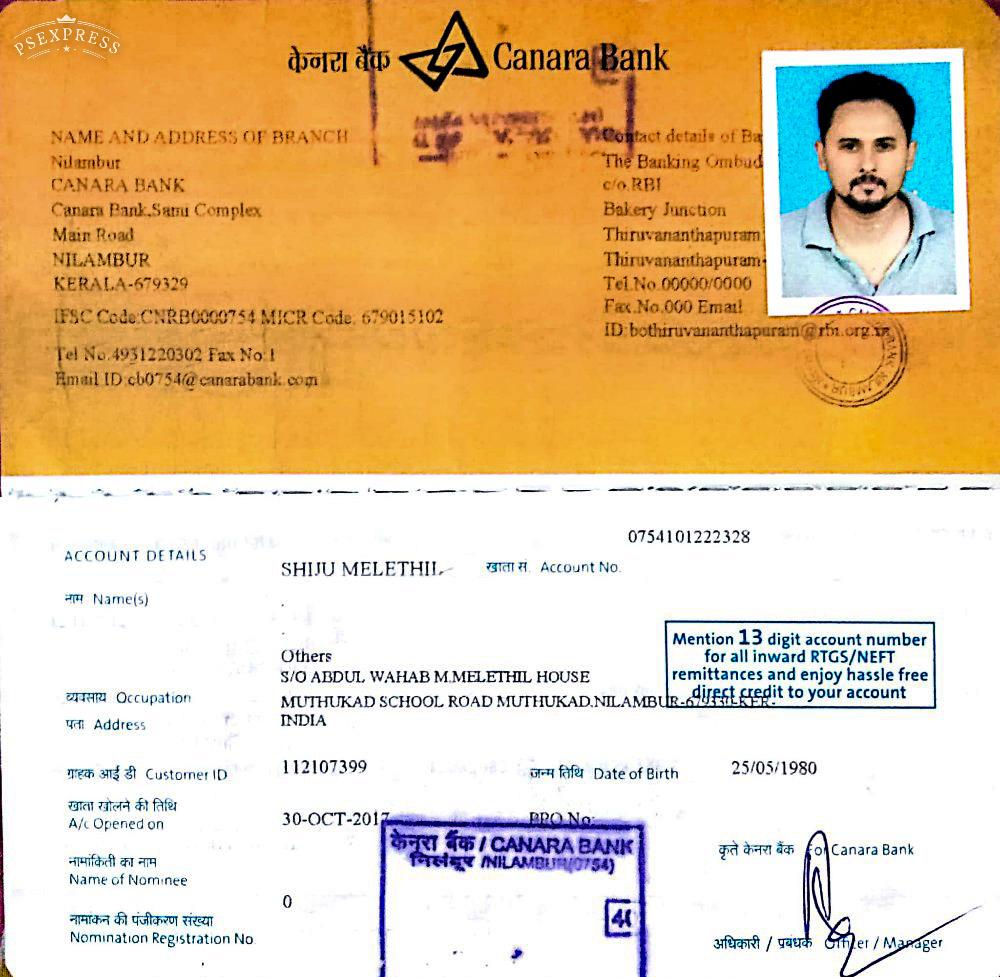 PSEXPRESS
केनरा बैंक Canara Bank
NAME AND ADDRESS OF BRANCH
Nilambur
CANARA BANK
Canara Bank,Sami Complex
Main Road
NILAMBUR
KERALA-679329
IFSC Code:CNRB0000754 MICR Code: 679015102
Tel No.4931220302 Fax No:1
Email ID:cb0754@canarabank.com
Contact details of Ba
The Banking Ombud
c/o.RBI
Bakery Junction
Thiruvananthapuram
Thiruvananthapuram-
Tel.No.00000/0000
Fax.No.000 Email
ID:bothiruvananthapuram@rbi.org.in
ACCOUNT DETAILS
0754101222328
SHIJU MELETHIL
खाता सं. Account No.
नाम Name(s)
Mention 13 digit account number
for all inward RTGS/NEFT
remittances and enjoy hassle free
direct credit to your account
Others
S/O ABDUL WAHAB M.MELETHIL HOUSE
व्यवसाय Occupation
MUTHUKAD SCHOOL ROAD MUTHUKAD,NILAMBUR-679330-KER-
INDIA
पता Address
ग्राहक आई डी Customer ID
112107399
जन्म तिथि Date of Birth
25/05/1980
खाता खोलने की तिथि
A/c Opened on
30-OCT-2017
PPO No:
केनरा बैंक / CANARA BANK
निलंबूर /NILAMBUR(0754)
नामांकिती का नाम
Name of Nominee
कृते केनरा बैंक For Canara Bank
0
नामांकन की पंजीकरण संख्या
Nomination Registration No
अधिकारी / प्रबंधक Officer / Manager